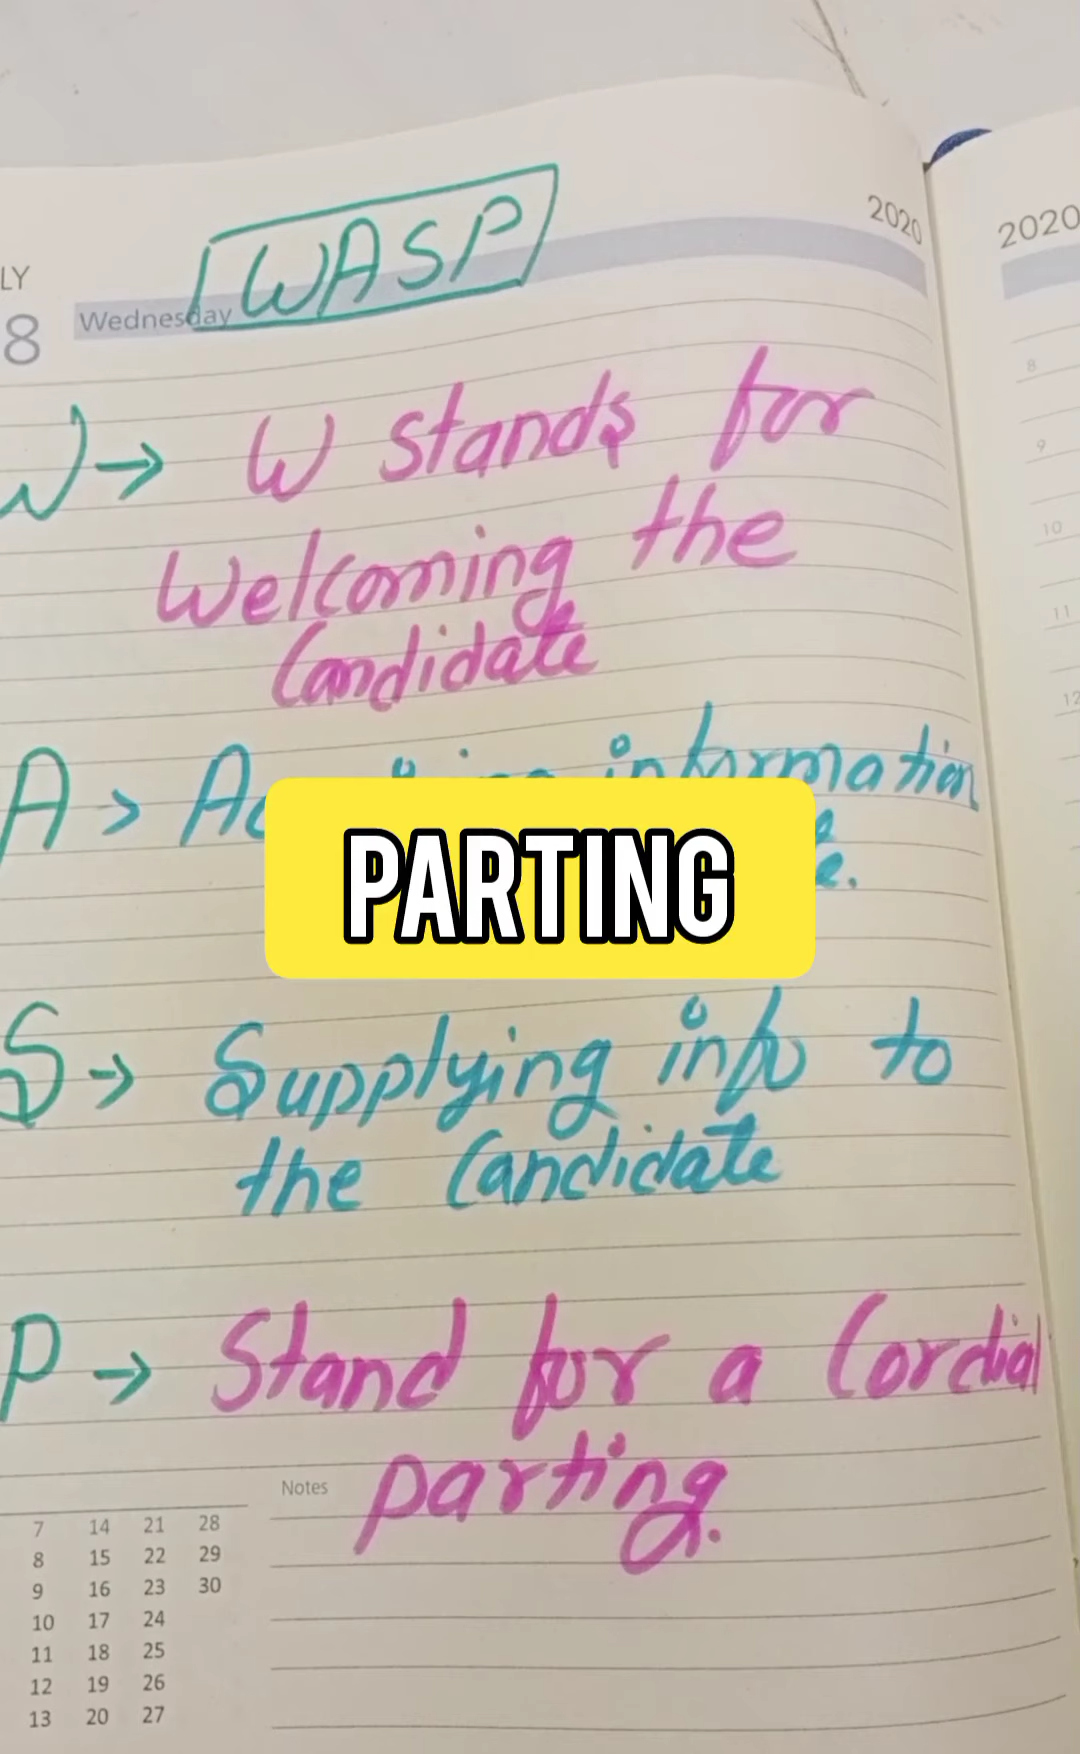 WASP
2020
2020
LY
8
Wednesday
W → W stands for
Welcoming the
Candidate
8
9
10
11
12
A > information
PARTING
S → Supplying info to
the Candidate
P → Stand for a Cordial
parting.
Notes
7 14 21 28
8 15 22 29
9 16 23 30
10 17 24
11 18 25
12 19 26
13 20 27